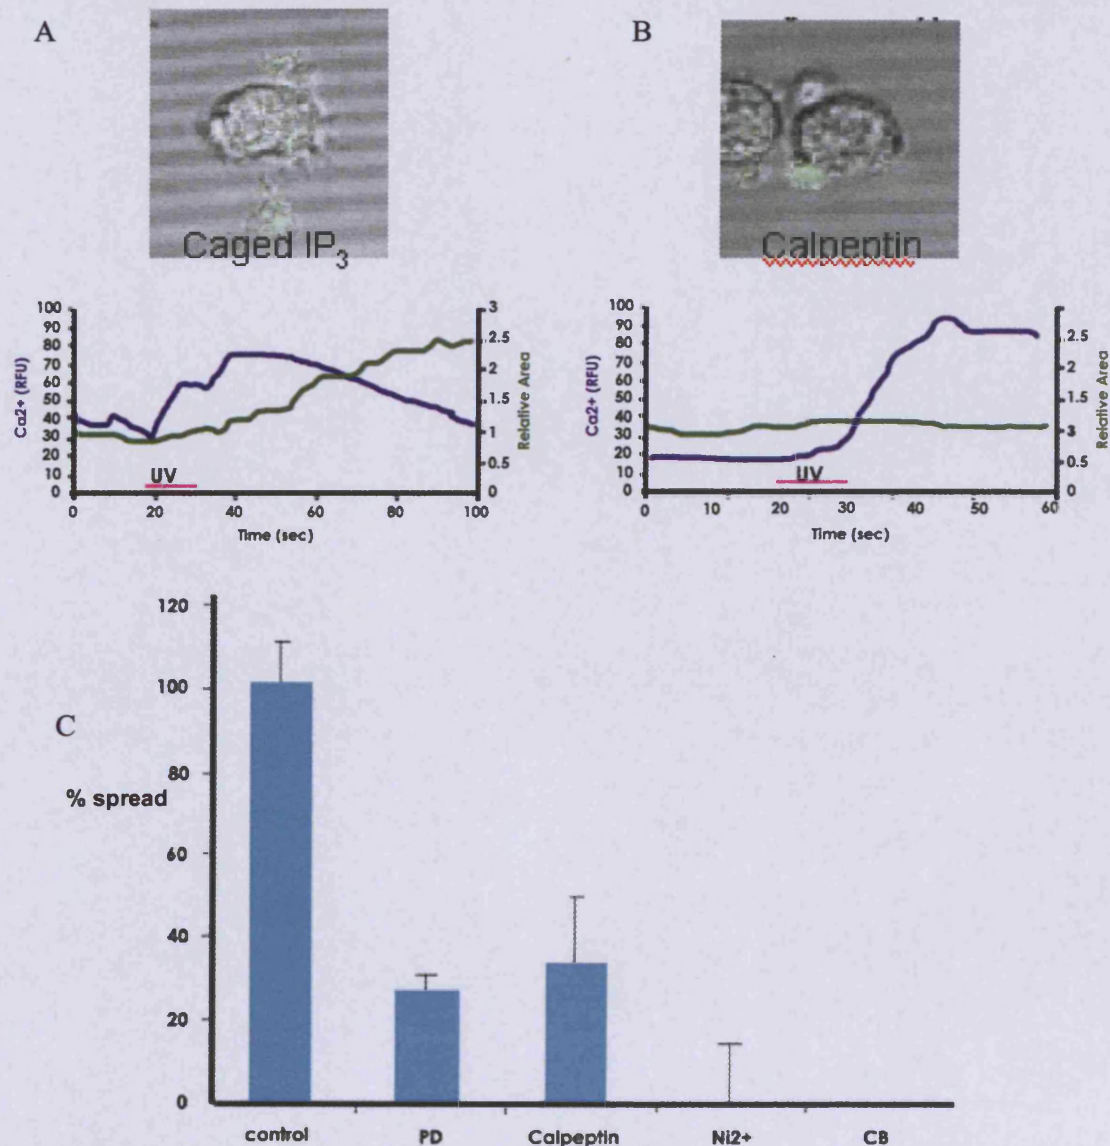 A
B
Caged IP3
Calpeptin
100
90
80
70
60
50
40
30
20
10
0
Ca2+ (RFU)
3
2.5
2
1.5
1
0.5
0
Relative Area
UV
0
20
40
60
80
100
Time (sec)
100
90
80
70
60
50
40
30
20
10
0
Ca2+ (RFU)
2.5
2
1.5
3
0.5
0
Relative Area
UV
0
10
20
30
40
50
60
Time (sec)
C
% spread
120
100
80
60
40
20
0
control
PD
Calpeptin
Ni2+
CB